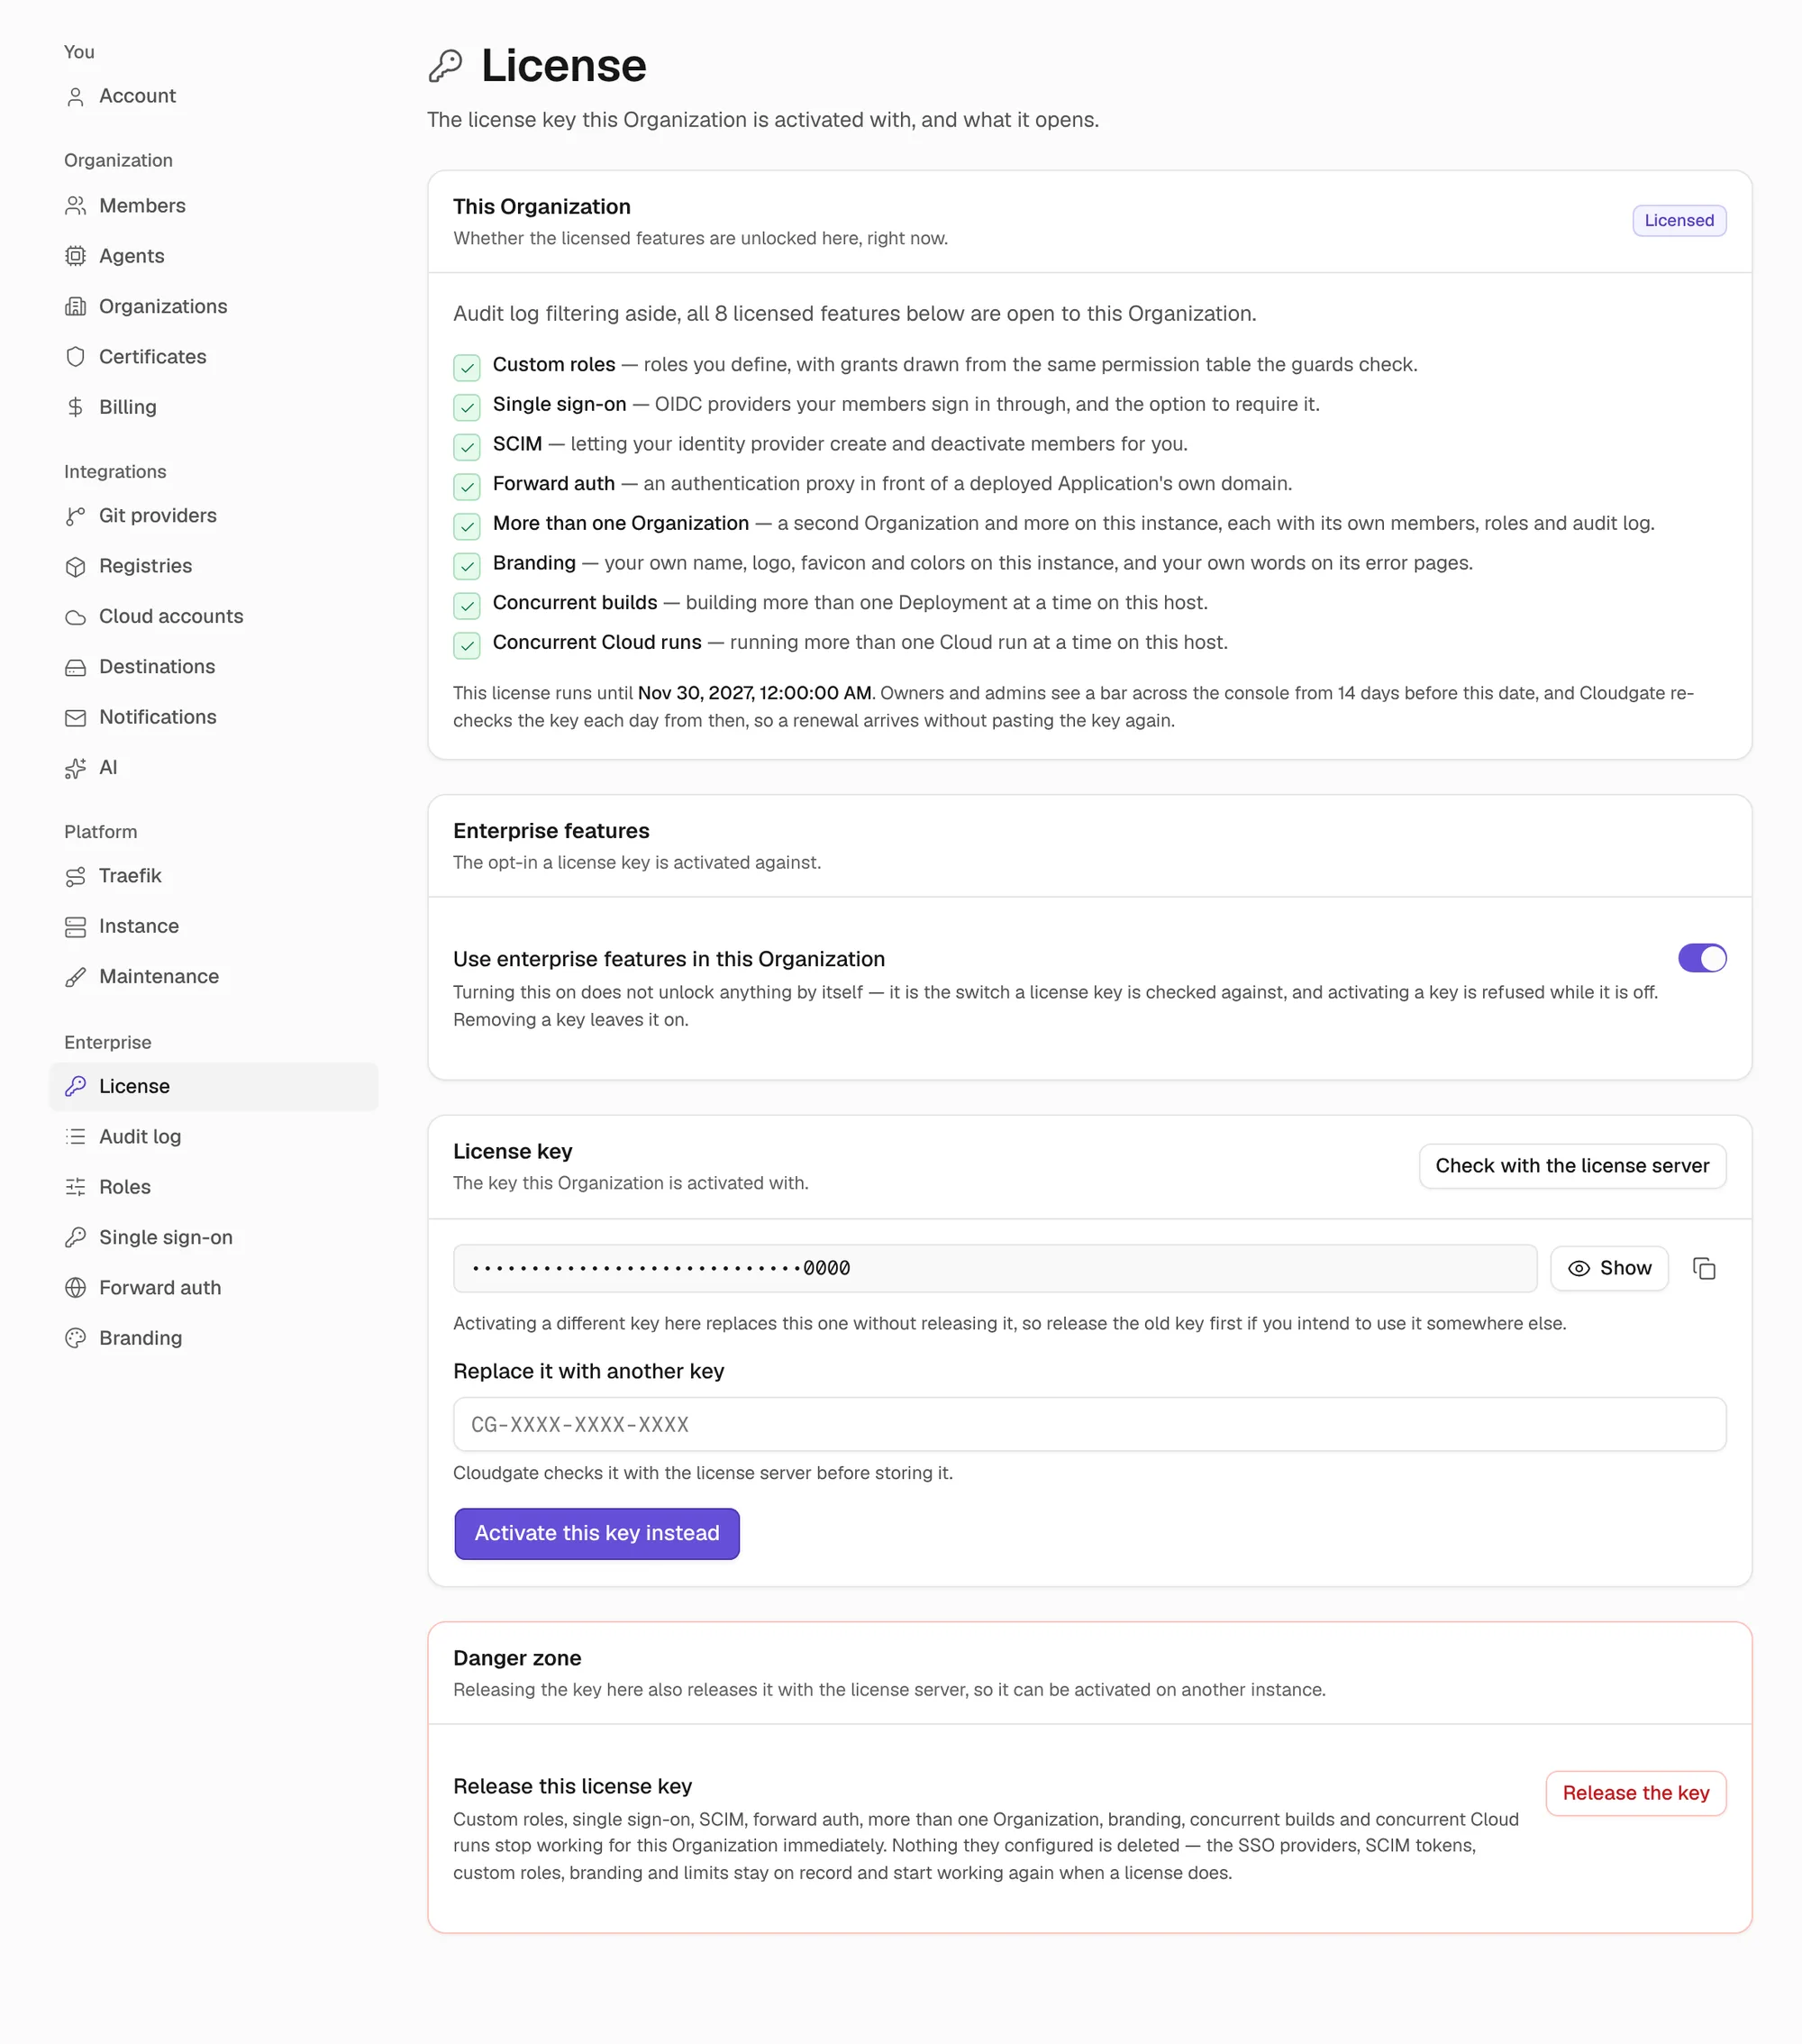 You
Account
Organization
Members
Agents
Organizations
Certificates
Billing
Integrations
Git providers
Registries
Cloud accounts
Destinations
Notifications
AI
Platform
Traefik
Instance
Maintenance
Enterprise
License
Audit log
Roles
Single sign-on
Forward auth
Branding
License
The license key this Organization is activated with, and what it opens.
This Organization
Whether the licensed features are unlocked here, right now.
Licensed
Audit log filtering aside, all 8 licensed features below are open to this Organization.
Custom roles — roles you define, with grants drawn from the same permission table the guards check.
Single sign-on — OIDC providers your members sign in through, and the option to require it.
SCIM — letting your identity provider create and deactivate members for you.
Forward auth — an authentication proxy in front of a deployed Application's own domain.
More than one Organization — a second Organization and more on this instance, each with its own members, roles and audit log.
Branding — your own name, logo, favicon and colors on this instance, and your own words on its error pages.
Concurrent builds — building more than one Deployment at a time on this host.
Concurrent Cloud runs — running more than one Cloud run at a time on this host.
This license runs until Nov 30, 2027, 12:00:00 AM. Owners and admins see a bar across the console from 14 days before this date, and Cloudgate re-
checks the key each day from then, so a renewal arrives without pasting the key again.
Enterprise features
The opt-in a license key is activated against.
Use enterprise features in this Organization
Turning this on does not unlock anything by itself — it is the switch a license key is checked against, and activating a key is refused while it is off.
Removing a key leaves it on.
License key
The key this Organization is activated with.
Check with the license server
••••••••••••••••••••••••••••0000
Show
Activating a different key here replaces this one without releasing it, so release the old key first if you intend to use it somewhere else.
Replace it with another key
CG-XXXX-XXXX-XXXX
Cloudgate checks it with the license server before storing it.
Activate this key instead
Danger zone
Releasing the key here also releases it with the license server, so it can be activated on another instance.
Release this license key
Release the key
Custom roles, single sign-on, SCIM, forward auth, more than one Organization, branding, concurrent builds and concurrent Cloud
runs stop working for this Organization immediately. Nothing they configured is deleted — the SSO providers, SCIM tokens,
custom roles, branding and limits stay on record and start working again when a license does.